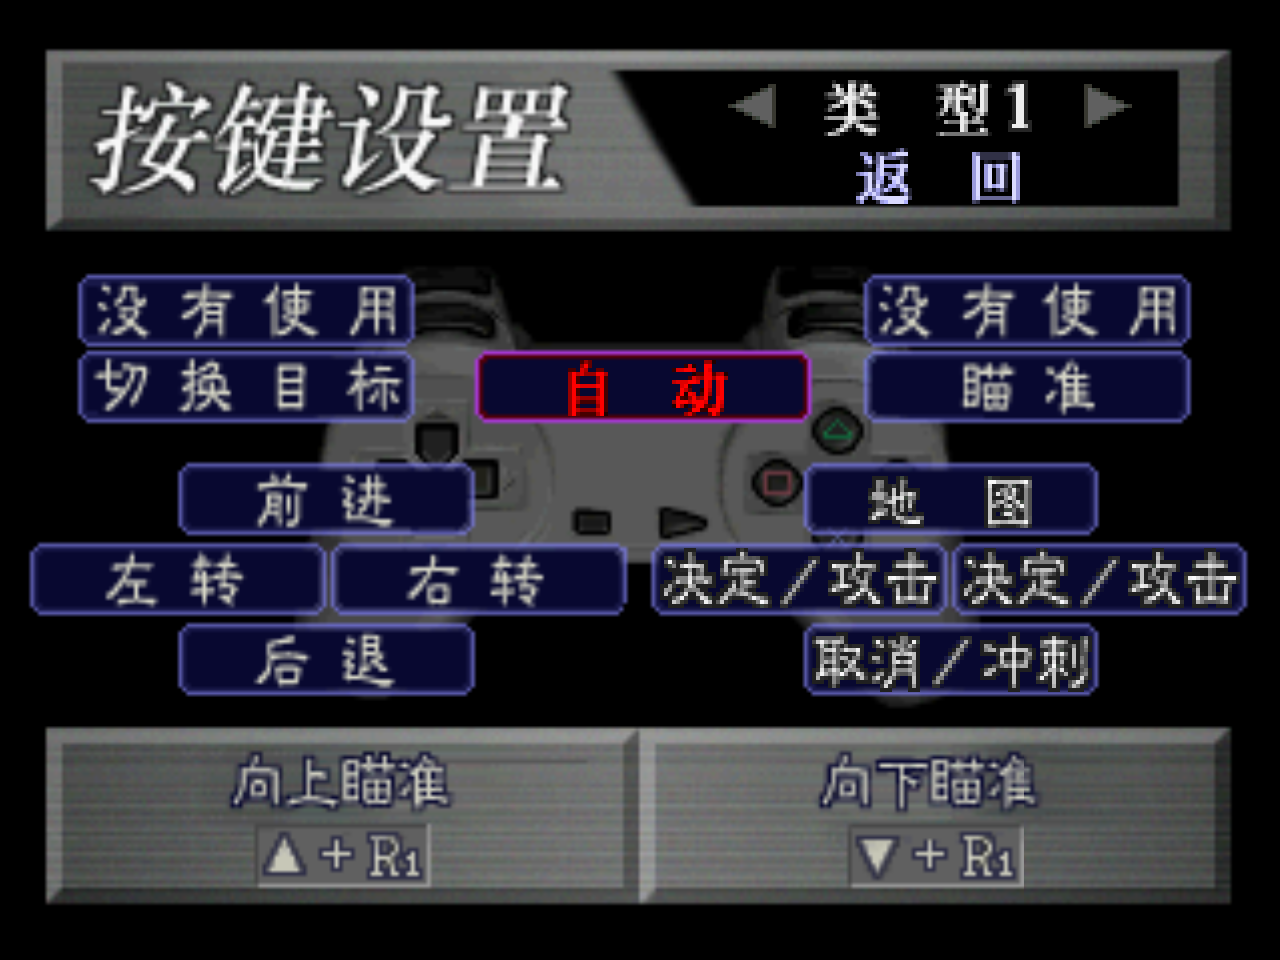 按键设置
◀ 类 型1 ▶
返 回
没有使用 没有使用
切换目标 自 动 瞄准
前进 地 图
左转 右转 决定/攻击 决定/攻击
后退 取消/冲刺
向上瞄准 向下瞄准
▲+R1 ▼+R1